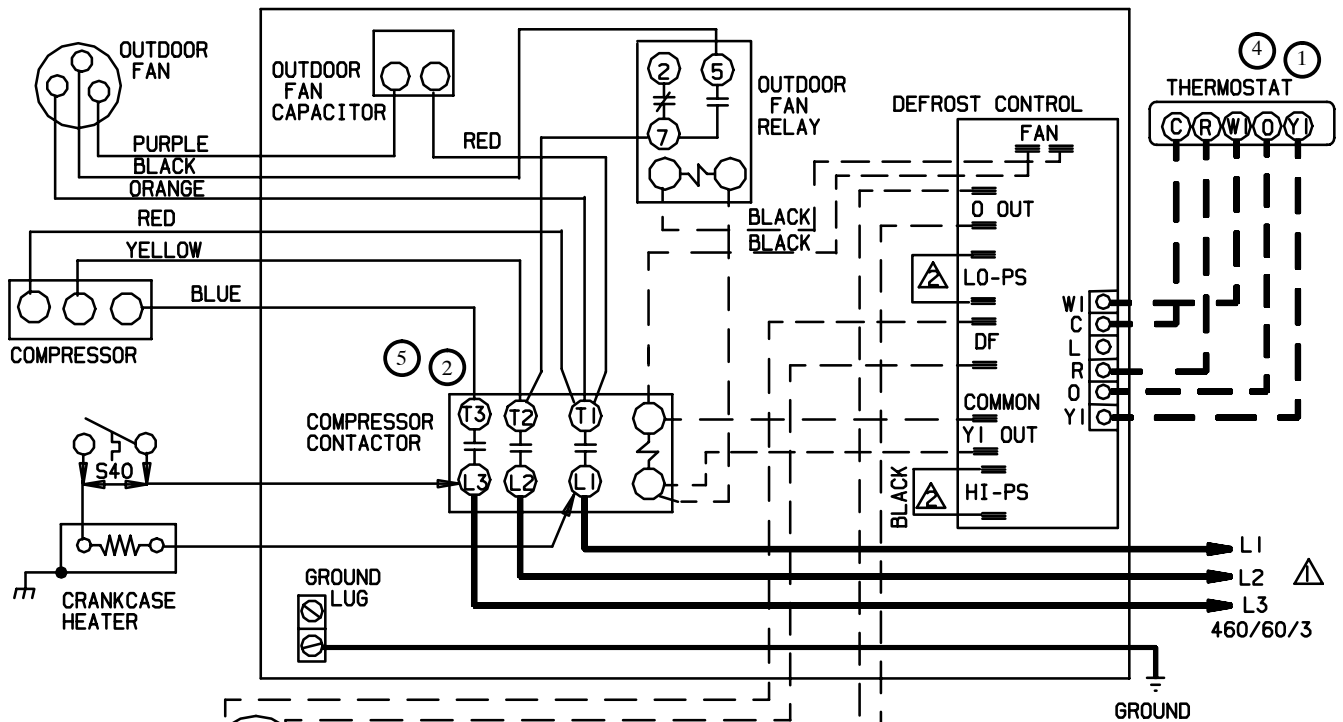 OUTDOOR
FAN
OUTDOOR
FAN
CAPACITOR
2
5
7
OUTDOOR
FAN
RELAY
4
1
THERMOSTAT
C R W1 O Y1
DEFROST CONTROL
FAN
PURPLE
RED
BLACK
ORANGE
RED
YELLOW
BLUE
BLACK
BLACK
O OUT
2
LO-PS
DF
COMMON
Y1 OUT
BLACK
2
HI-PS
W1
C
L
R
O
Y1
COMPRESSOR
5
2
COMPRESSOR
CONTACTOR
T3 T2 T1
L3 L2 L1
S40
CRANKCASE
HEATER
GROUND
LUG
L1
L2
1
L3
460/60/3
GROUND